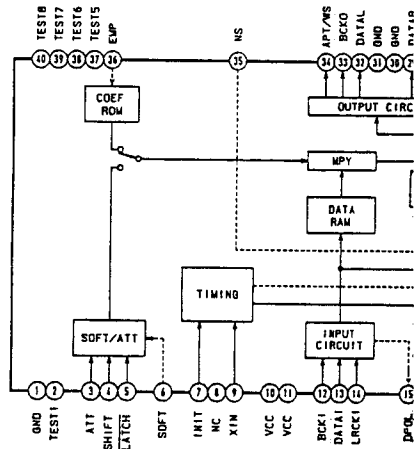 TEST8
TEST7
TEST6
TEST5
EMP
NS
APT/WS
BCKO
DATAL
GND
GND
DATAR
40
39
38
37
36
35
34
33
32
31
30
COEF
ROM
OUTPUT CIRC
MPY
DATA
RAM
TIMING
SOFT/ATT
INPUT
CIRCUIT
1
2
3
4
5
6
7
8
9
10
11
12
13
14
15
GND
TEST1
ATT
SHIFT
LATCH
SOFT
INIT
NC
XIN
VCC
VCC
BCKI
DATAI
LRCKI
DPOL